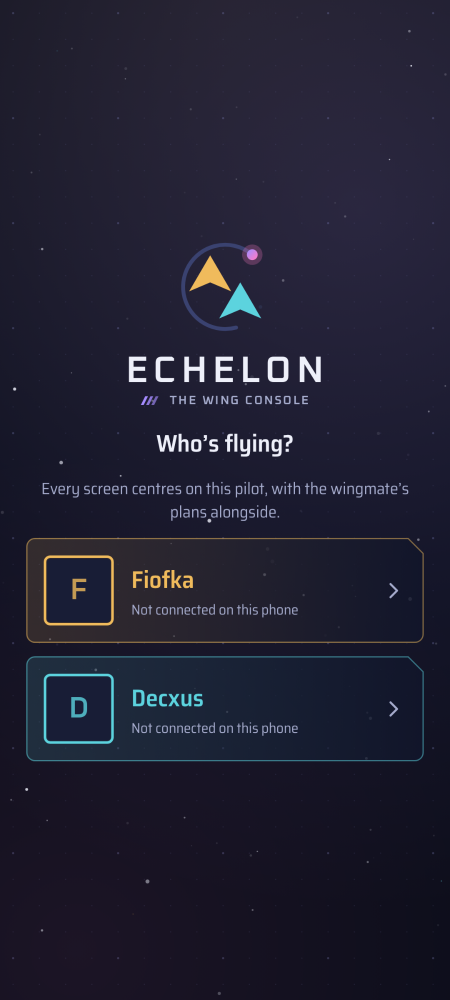 ECHELON
THE WING CONSOLE
Who’s flying?
Every screen centres on this pilot, with the wingmate’s
plans alongside.
F
Fiofka
Not connected on this phone
D
Decxus
Not connected on this phone